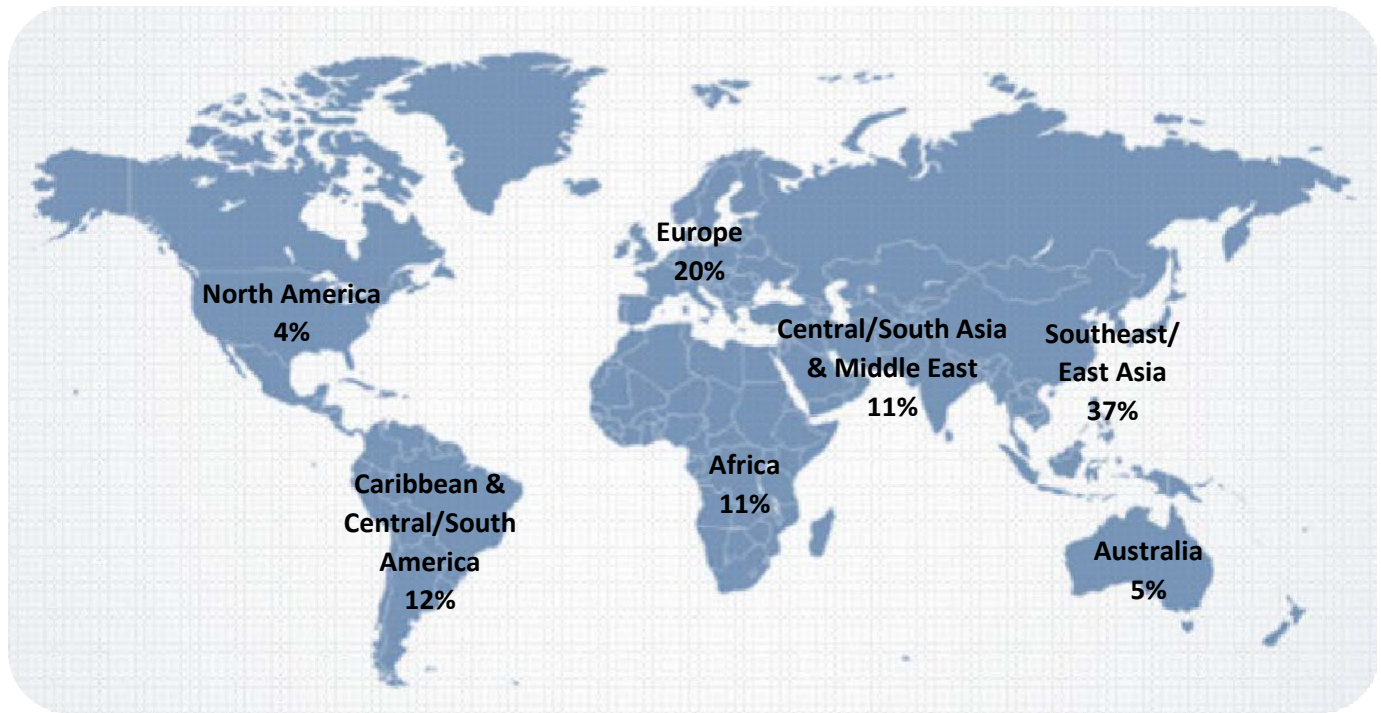 Europe
20%
North America
4%
Central/South Asia
& Middle East
11%
Southeast/
East Asia
37%
Africa
11%
Caribbean &
Central/South
America
12%
Australia
5%